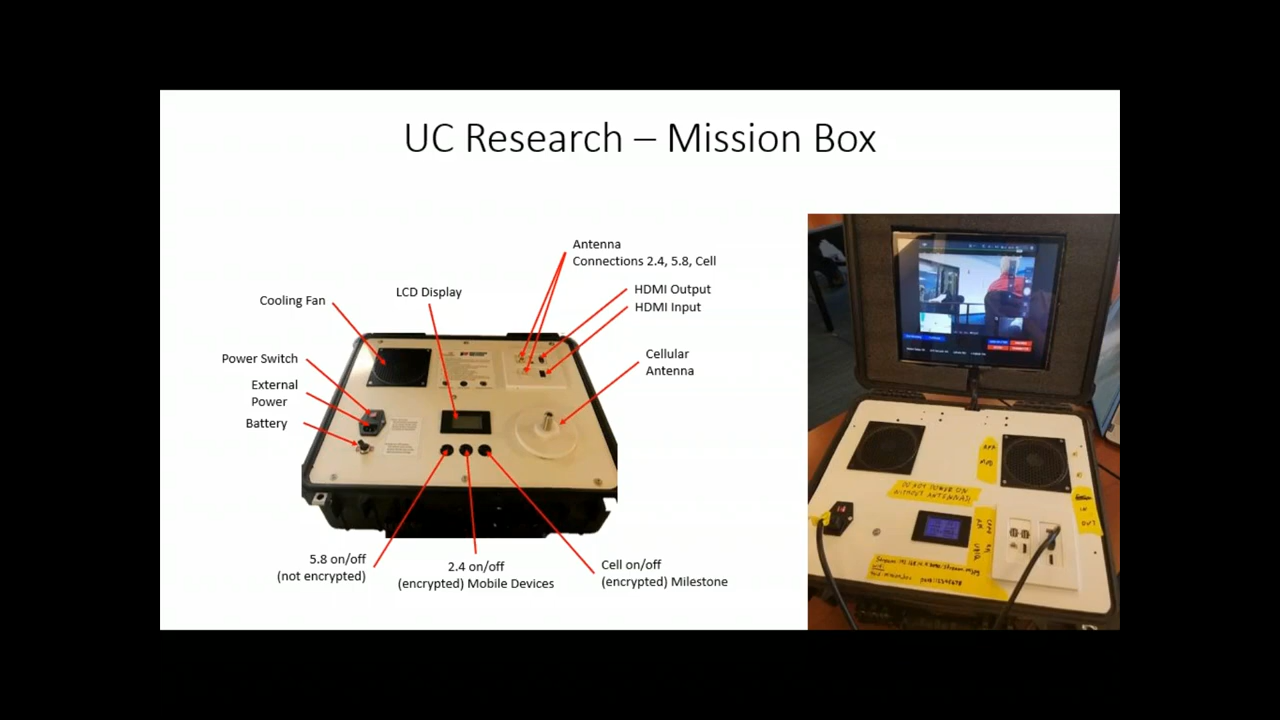 UC Research – Mission Box
Antenna
Connections 2.4, 5.8, Cell
HDMI Output
HDMI Input
LCD Display
Cooling Fan
Cellular
Antenna
Power Switch
External
Power
Battery
5.8 on/off
(not encrypted)
2.4 on/off
(encrypted) Mobile Devices
Cell on/off
(encrypted) Milestone
DO NOT POWER ON
WITHOUT ANTENNAS!
IN
OUT